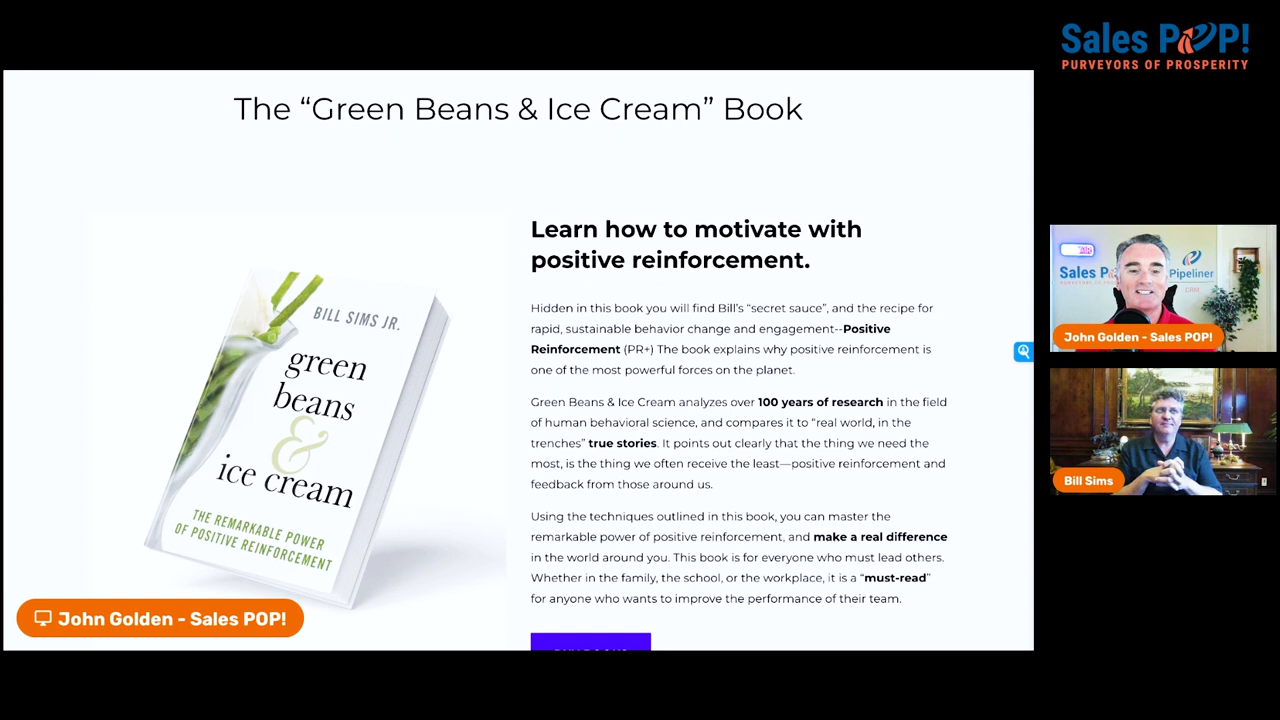 Sales POP!
PURVEYORS OF PROSPERITY
The “Green Beans & Ice Cream” Book
Learn how to motivate with
positive reinforcement.
Hidden in this book you will find Bill’s “secret sauce”, and the recipe for
rapid, sustainable behavior change and engagement--Positive
Reinforcement (PR+) The book explains why positive reinforcement is
one of the most powerful forces on the planet.
Green Beans & Ice Cream analyzes over 100 years of research in the field
of human behavioral science, and compares it to “real world, in the
trenches” true stories. It points out clearly that the thing we need the
most, is the thing we often receive the least—positive reinforcement and
feedback from those around us.
Using the techniques outlined in this book, you can master the
remarkable power of positive reinforcement, and make a real difference
in the world around you. This book is for everyone who must lead others.
Whether in the family, the school, or the workplace, it is a “must-read”
for anyone who wants to improve the performance of their team.
BILL SIMS JR.
green
beans
&
ice cream
THE REMARKABLE POWER
OF POSITIVE REINFORCEMENT
John Golden - Sales POP!
Sales P
Pipeliner
CRM
John Golden - Sales POP!
Bill Sims